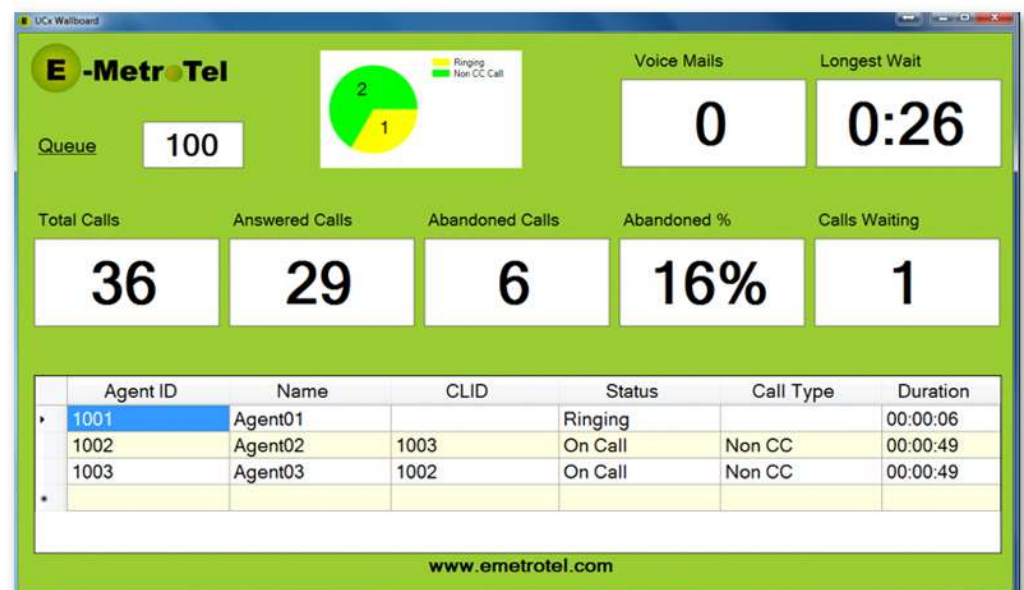 UCx Wallboard
E-MetroTel
Ringing
Non CC Call
2
1
Voice Mails
Longest Wait
0
0:26
Queue
100
Total Calls Answered Calls Abandoned Calls Abandoned % Calls Waiting
36 29 6 16% 1
Agent ID Name CLID Status Call Type Duration
1001 Agent01 Ringing 00:00:06
1002 Agent02 1003 On Call Non CC 00:00:49
1003 Agent03 1002 On Call Non CC 00:00:49
www.emetrotel.com